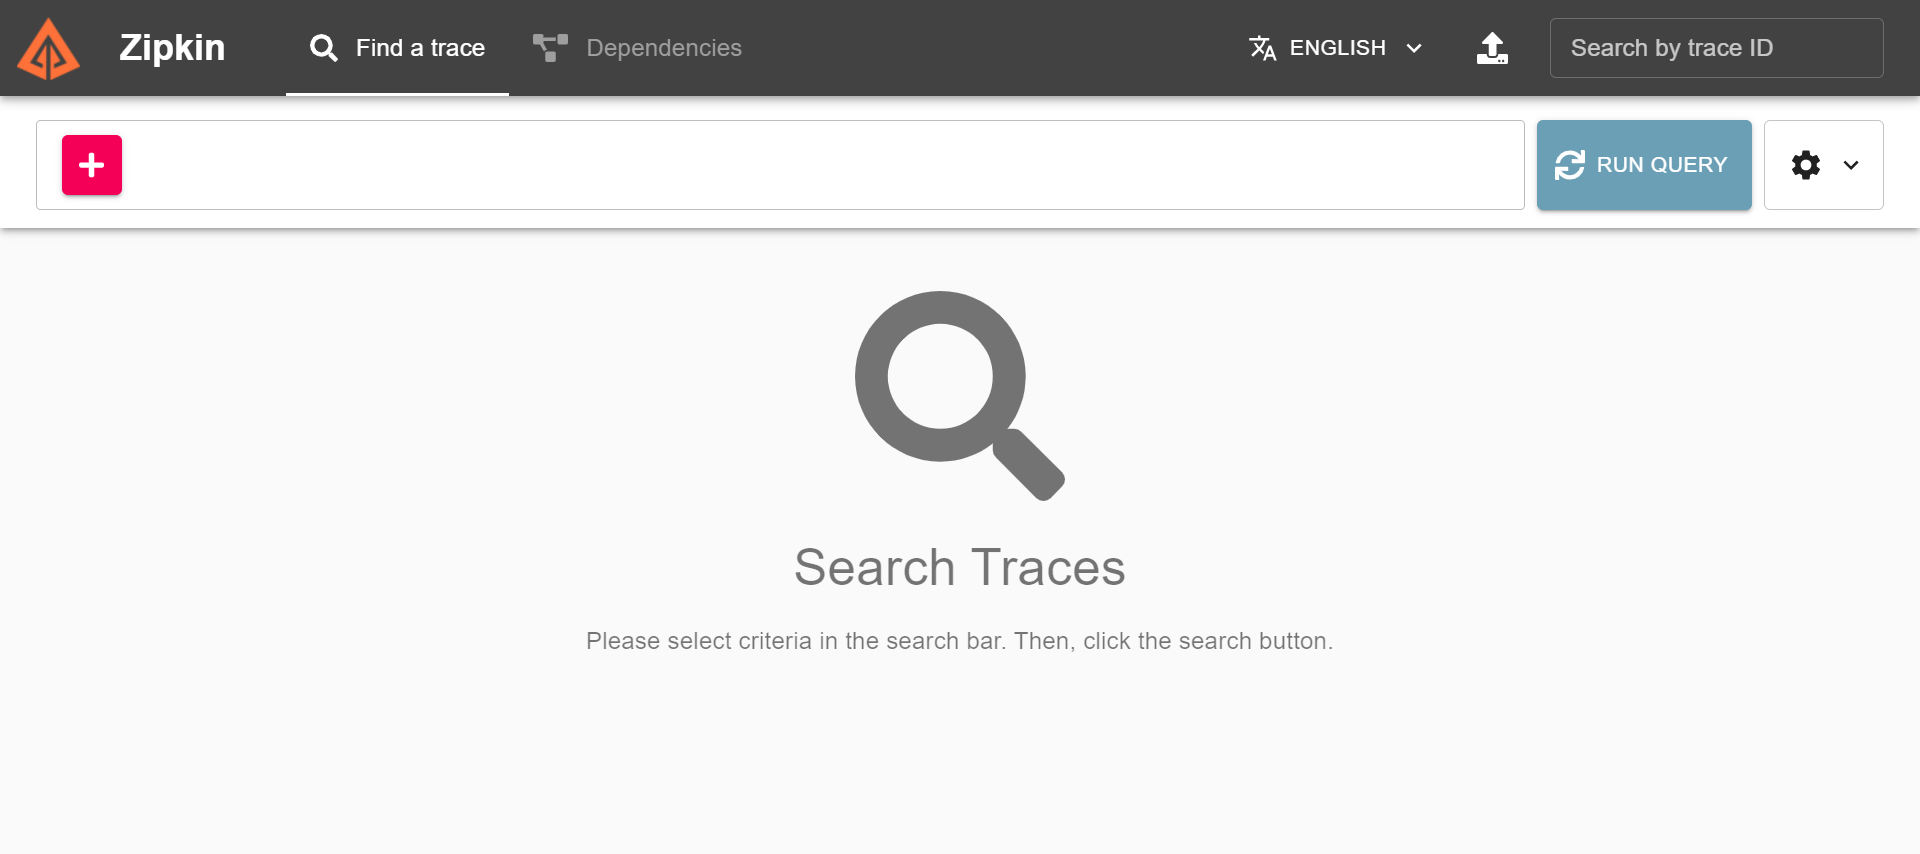 Zipkin
Find a trace
Dependencies
ENGLISH
Search by trace ID
RUN QUERY
Search Traces
Please select criteria in the search bar. Then, click the search button.